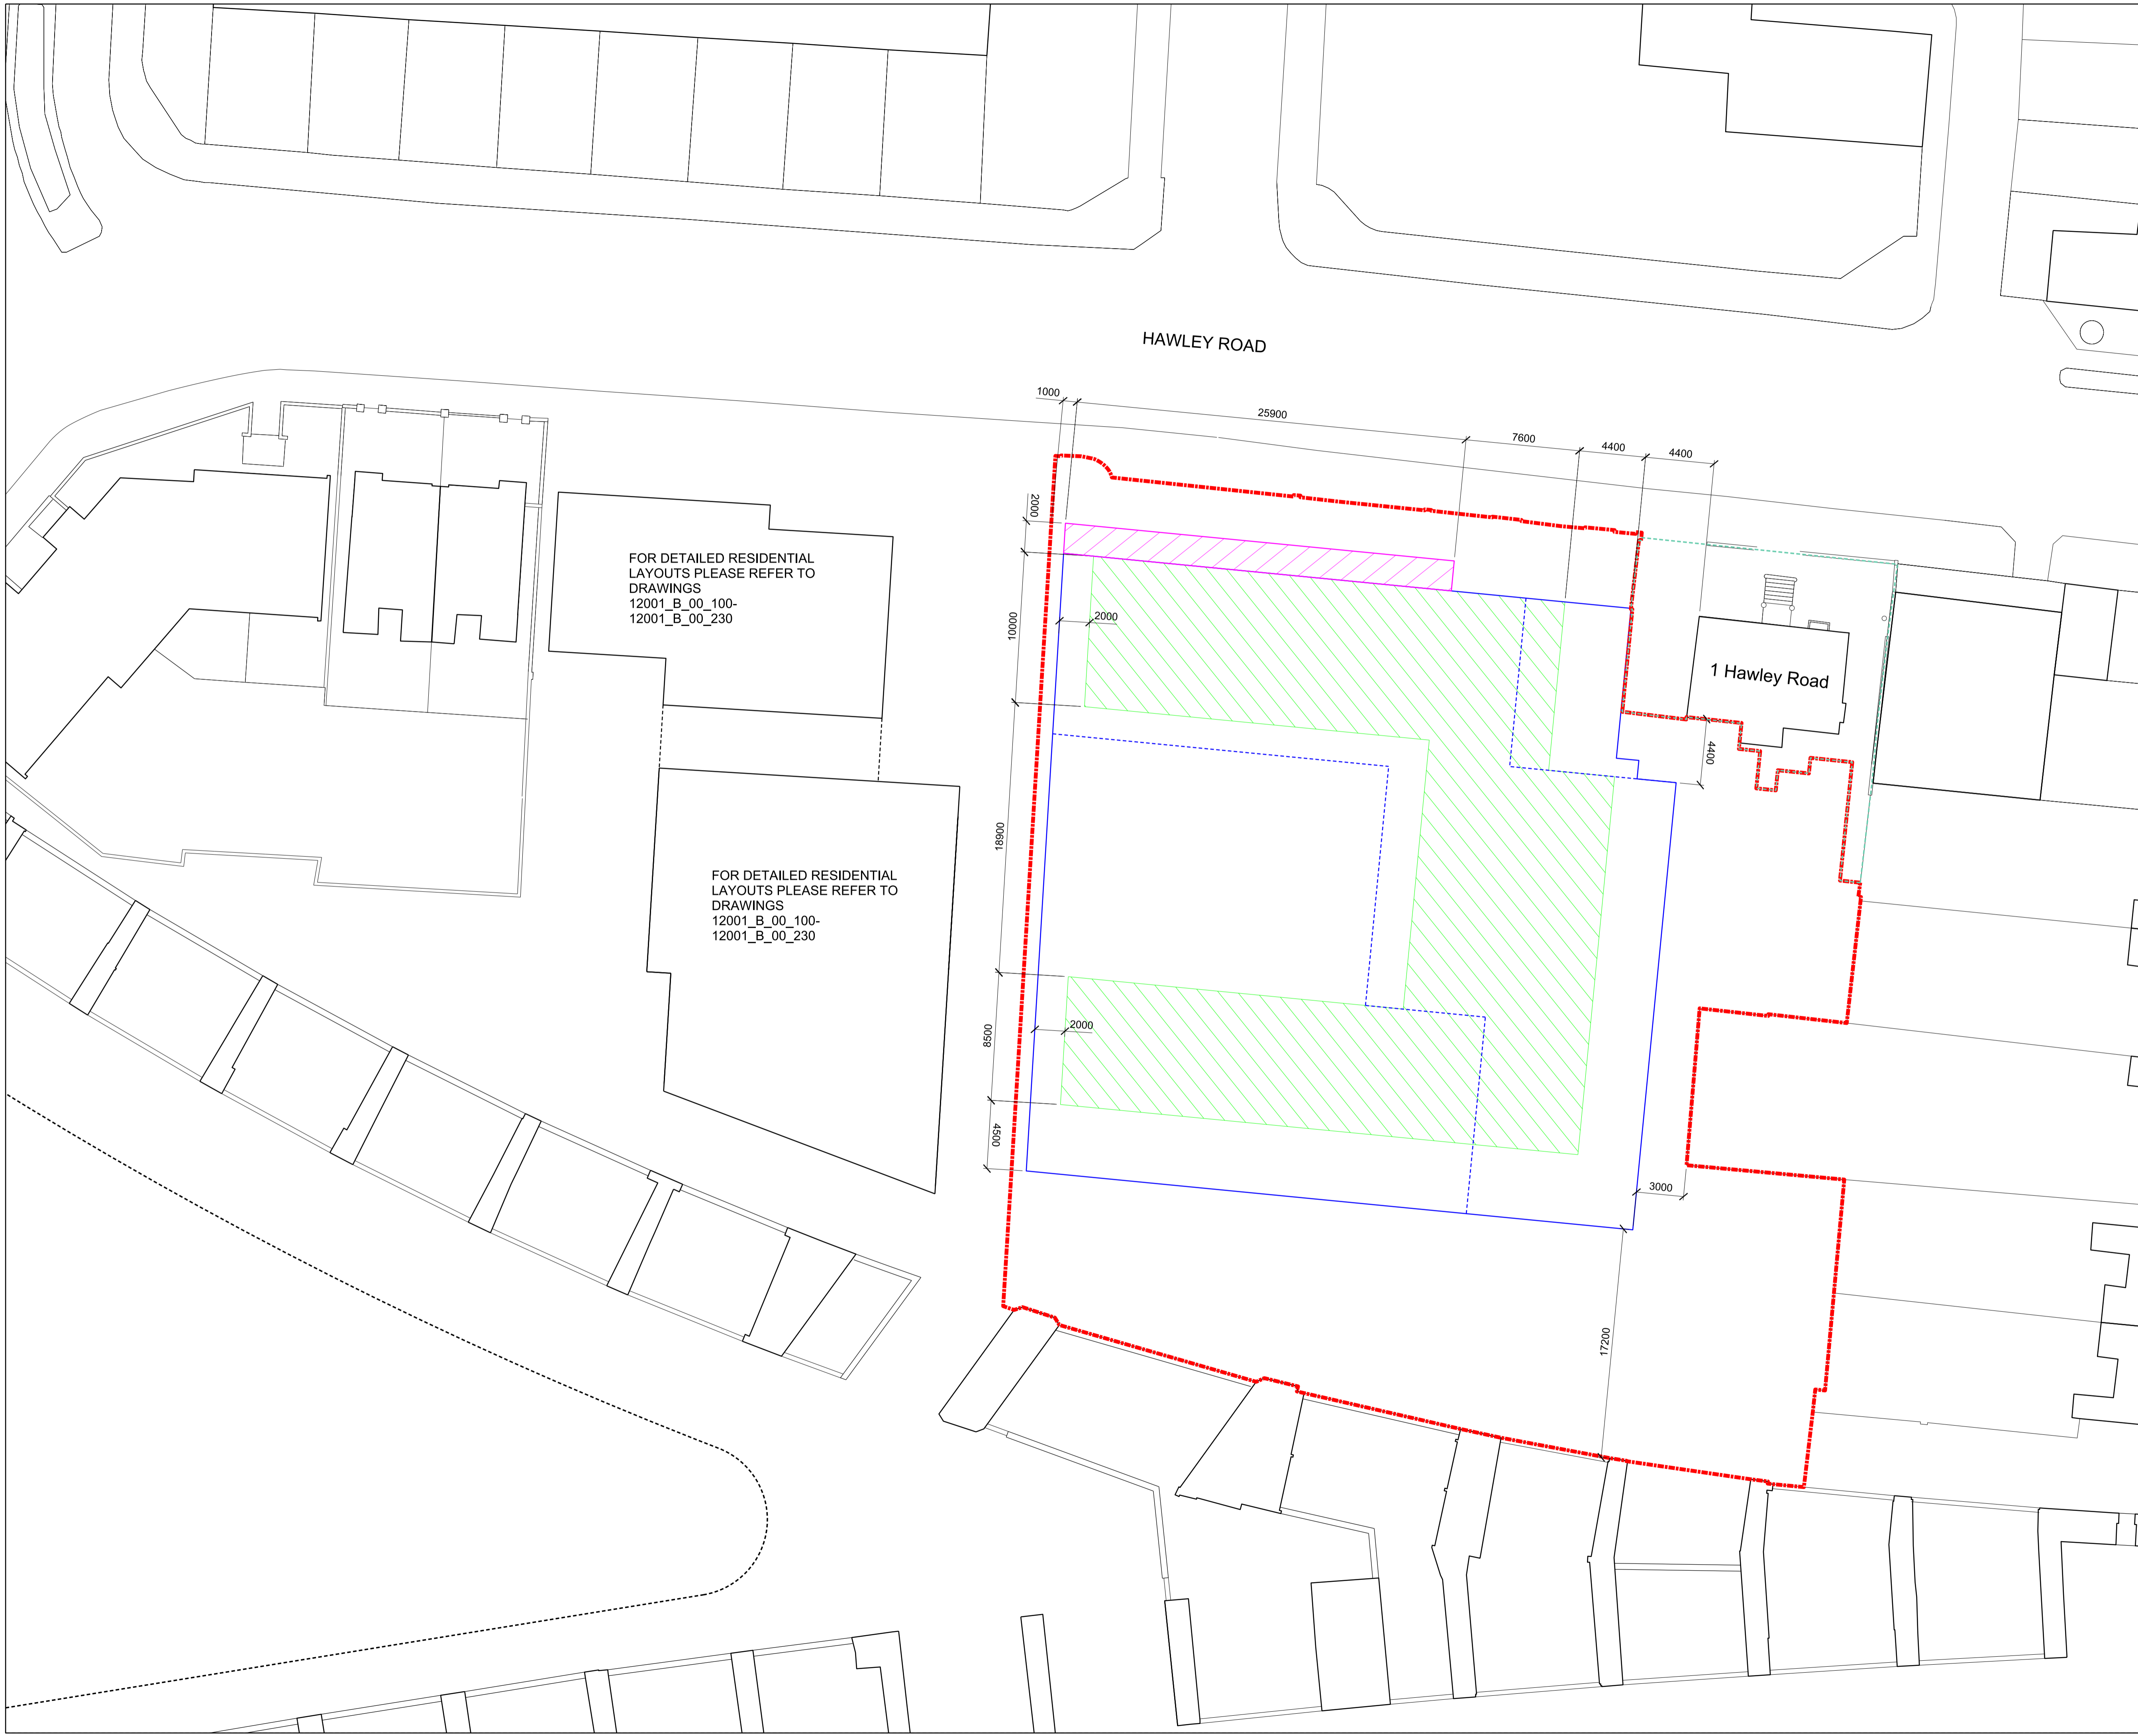 HAWLEY ROAD
1000
25900
7600
4400
4400
2000
FOR DETAILED RESIDENTIAL
LAYOUTS PLEASE REFER TO
DRAWINGS
12001_B_00_100-
12001_B_00_230
10000
2000
1 Hawley Road
4400
18900
FOR DETAILED RESIDENTIAL
LAYOUTS PLEASE REFER TO
DRAWINGS
12001_B_00_100-
12001_B_00_230
8500
2000
4500
3000
17200